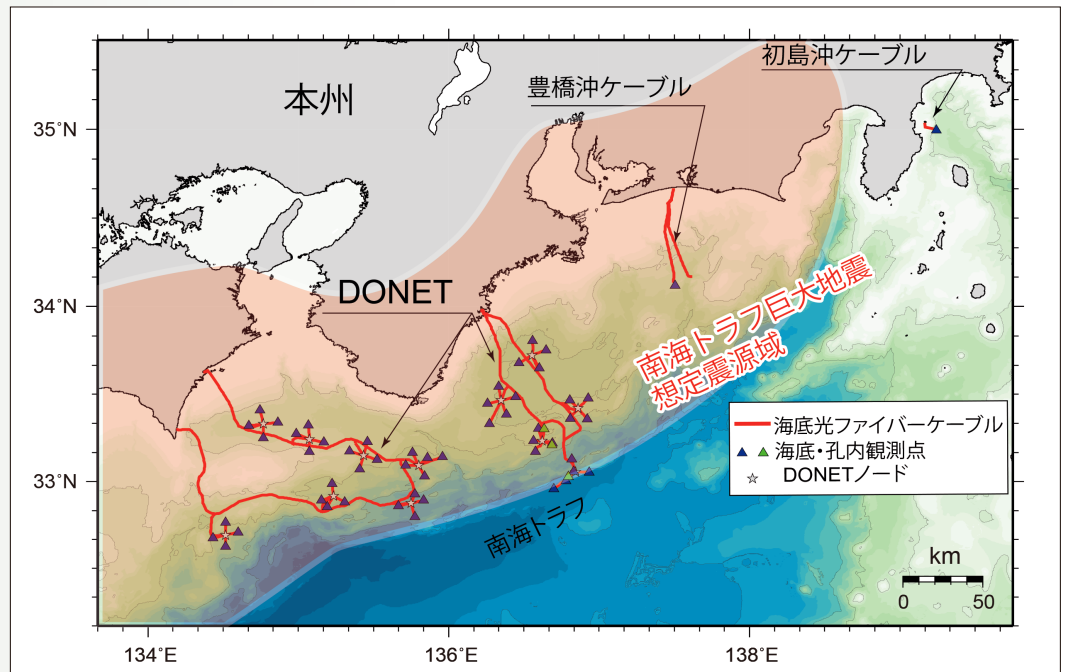 初島沖ケーブル
豊橋沖ケーブル
本州
35°N
DONET
34°N
南海トラフ巨大地震
想定震源域
海底光ファイバーケーブル
海底・孔内観測点
DONETノード
33°N
南海トラフ
km
0 50
134°E 136°E 138°E